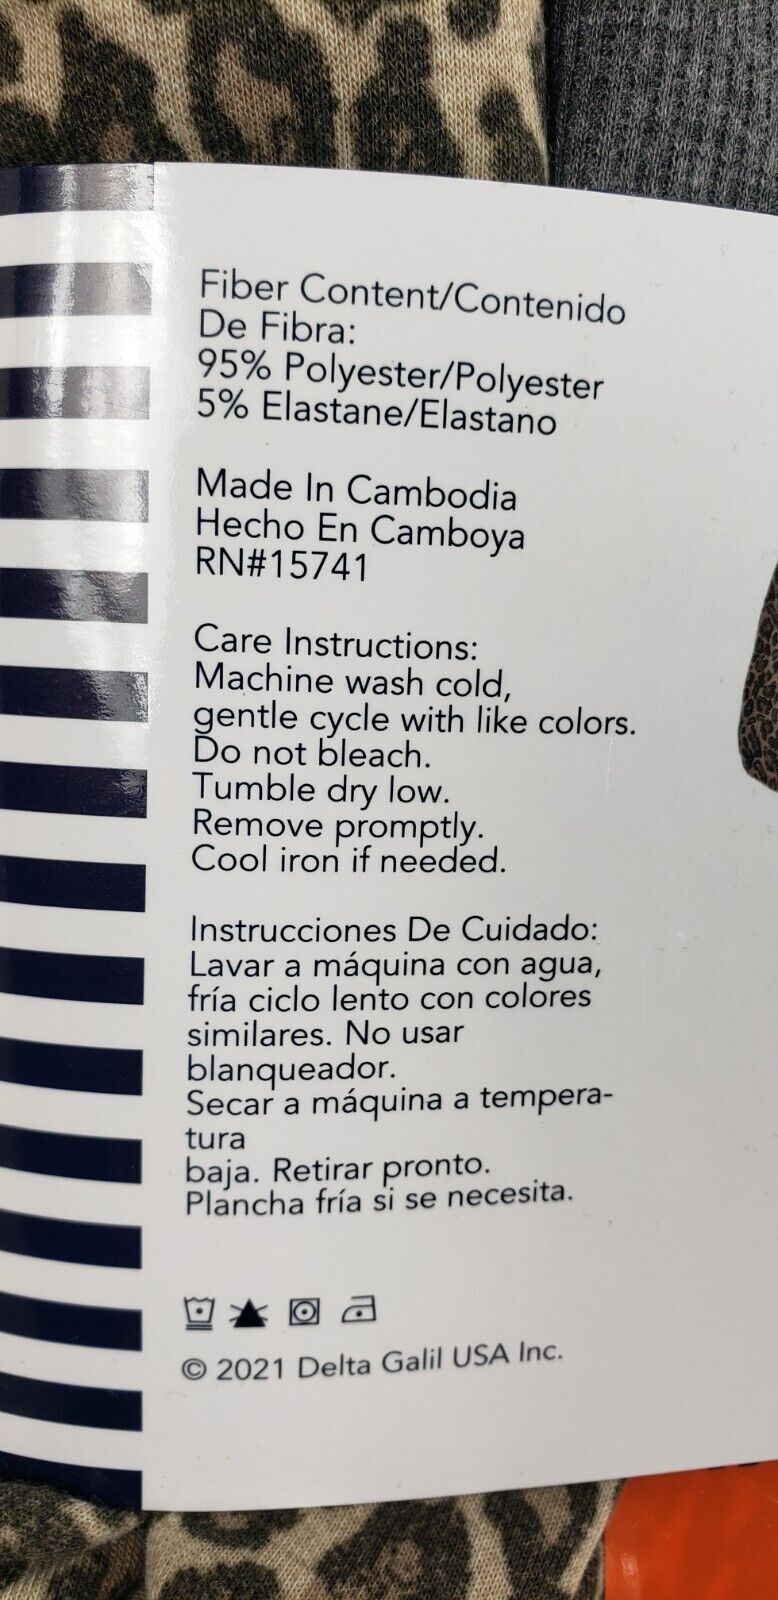 Fiber Content/Contenido
De Fibra:
95% Polyester/Polyester
5% Elastane/Elastano
Made In Cambodia
Hecho En Camboya
RN#15741
Care Instructions:
Machine wash cold,
gentle cycle with like colors.
Do not bleach.
Tumble dry low.
Remove promptly.
Cool iron if needed.
Instrucciones De Cuidado:
Lavar a máquina con agua,
fría ciclo lento con colores
similares. No usar
blanqueador.
Secar a máquina a tempera-
tura
baja. Retirar pronto.
Plancha fría si se necesita.
© 2021 Delta Galil USA Inc.